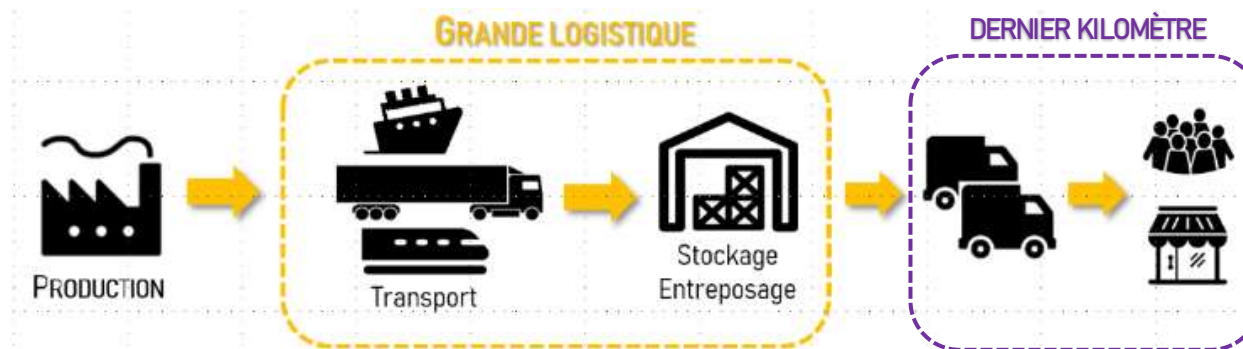 GRANDE LOGISTIQUE
DERNIER KILOMÈTRE
PRODUCTION
Transport
Stockage
Entreposage